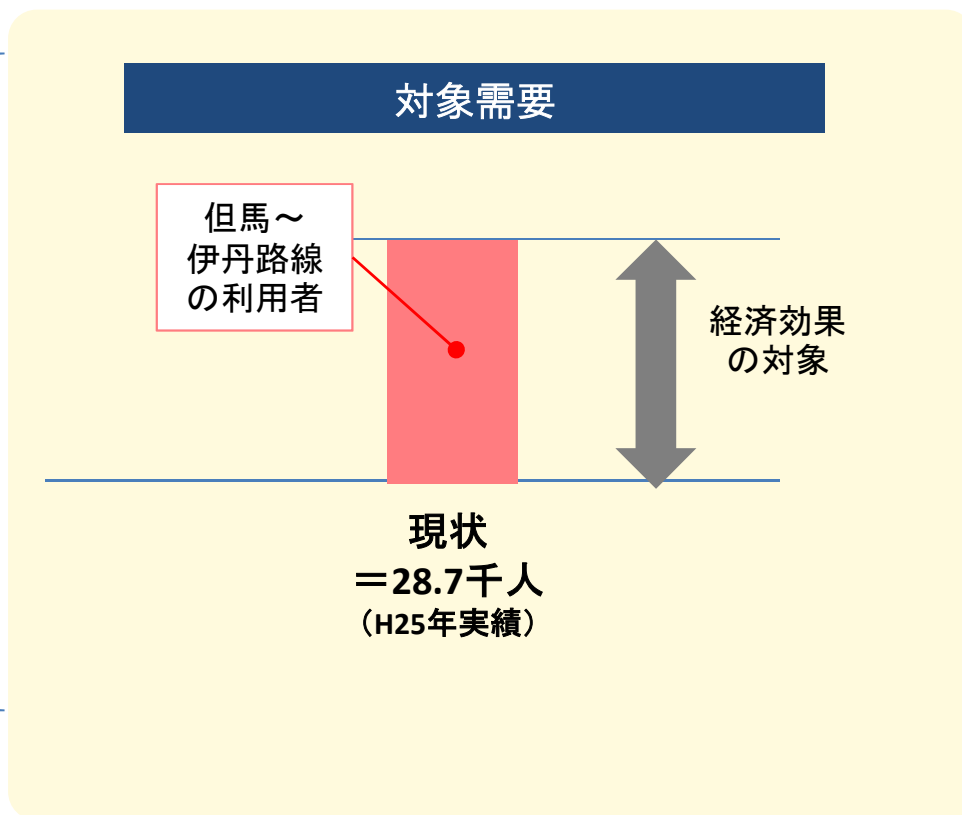 対象需要
但馬～
伊丹路線
の利用者
経済効果
の対象
現状
＝28.7千人
（H25年実績）